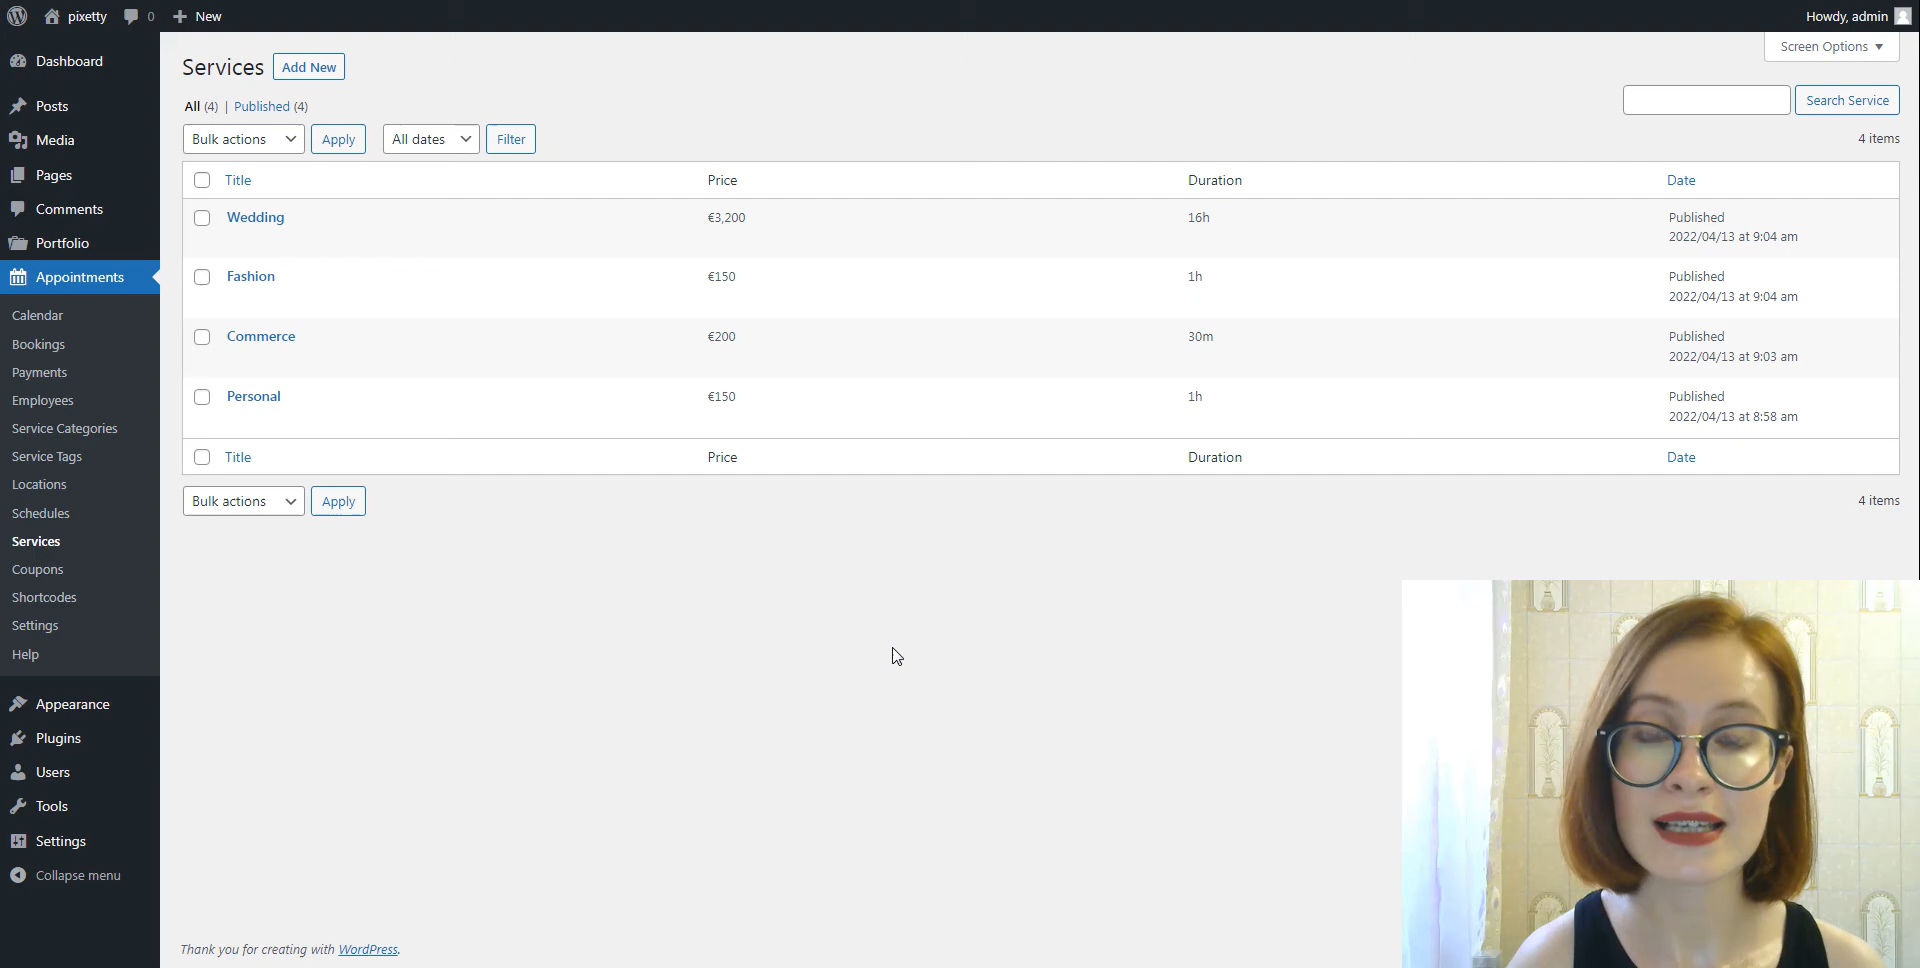 pixetty
0
New
Howdy, admin
Dashboard
Posts
Media
Pages
Comments
Portfolio
Appointments
Calendar
Bookings
Payments
Employees
Service Categories
Service Tags
Locations
Schedules
Services
Coupons
Shortcodes
Settings
Help
Appearance
Plugins
Users
Tools
Settings
Collapse menu
Screen Options
Services Add New
All (4) | Published (4)
Search Service
Bulk actions Apply All dates Filter 4 items
Title Price Duration Date
Wedding €3,200 16h Published
2022/04/13 at 9:04 am
Fashion €150 1h Published
2022/04/13 at 9:04 am
Commerce €200 30m Published
2022/04/13 at 9:03 am
Personal €150 1h Published
2022/04/13 at 8:58 am
Title Price Duration Date
Bulk actions Apply 4 items
Thank you for creating with WordPress.